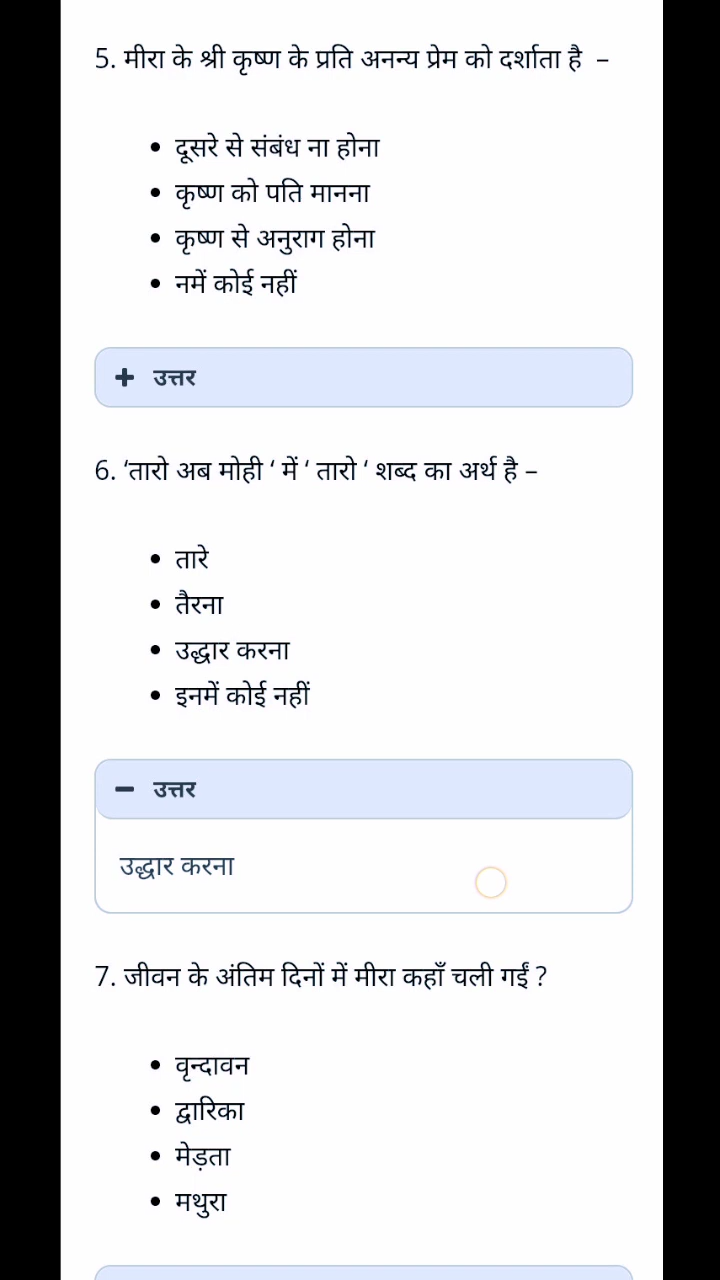 5. मीरा के श्री कृष्ण के प्रति अनन्य प्रेम को दर्शाता है –
• दूसरे से संबंध ना होना
• कृष्ण को पति मानना
• कृष्ण से अनुराग होना
• नमें कोई नहीं
+ उत्तर
6. ‘तारो अब मोही ‘ में ‘ तारो ‘ शब्द का अर्थ है –
• तारे
• तैरना
• उद्धार करना
• इनमें कोई नहीं
− उत्तर
उद्धार करना
7. जीवन के अंतिम दिनों में मीरा कहाँ चली गईं ?
• वृन्दावन
• द्वारिका
• मेड़ता
• मथुरा